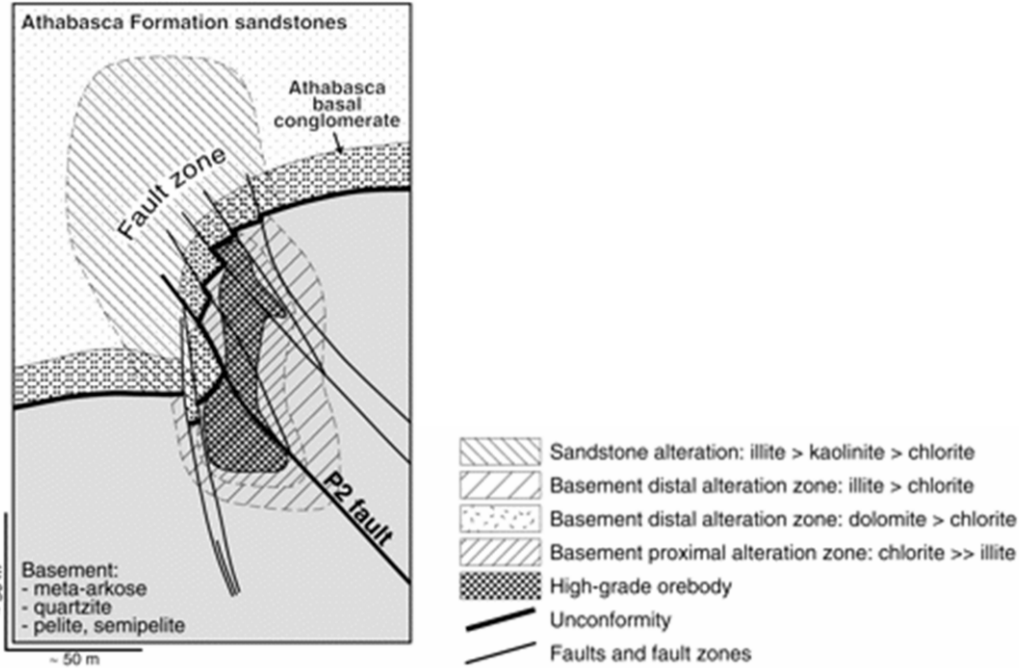 Athabasca Formation sandstones
Athabasca
basal
conglomerate
Fault zone
P2 fault
Basement:
- meta-arkose
- quartzite
- pelite, semipelite
~ 50 m
Sandstone alteration: illite > kaolinite > chlorite
Basement distal alteration zone: illite > chlorite
Basement distal alteration zone: dolomite > chlorite
Basement proximal alteration zone: chlorite >> illite
High-grade orebody
Unconformity
Faults and fault zones